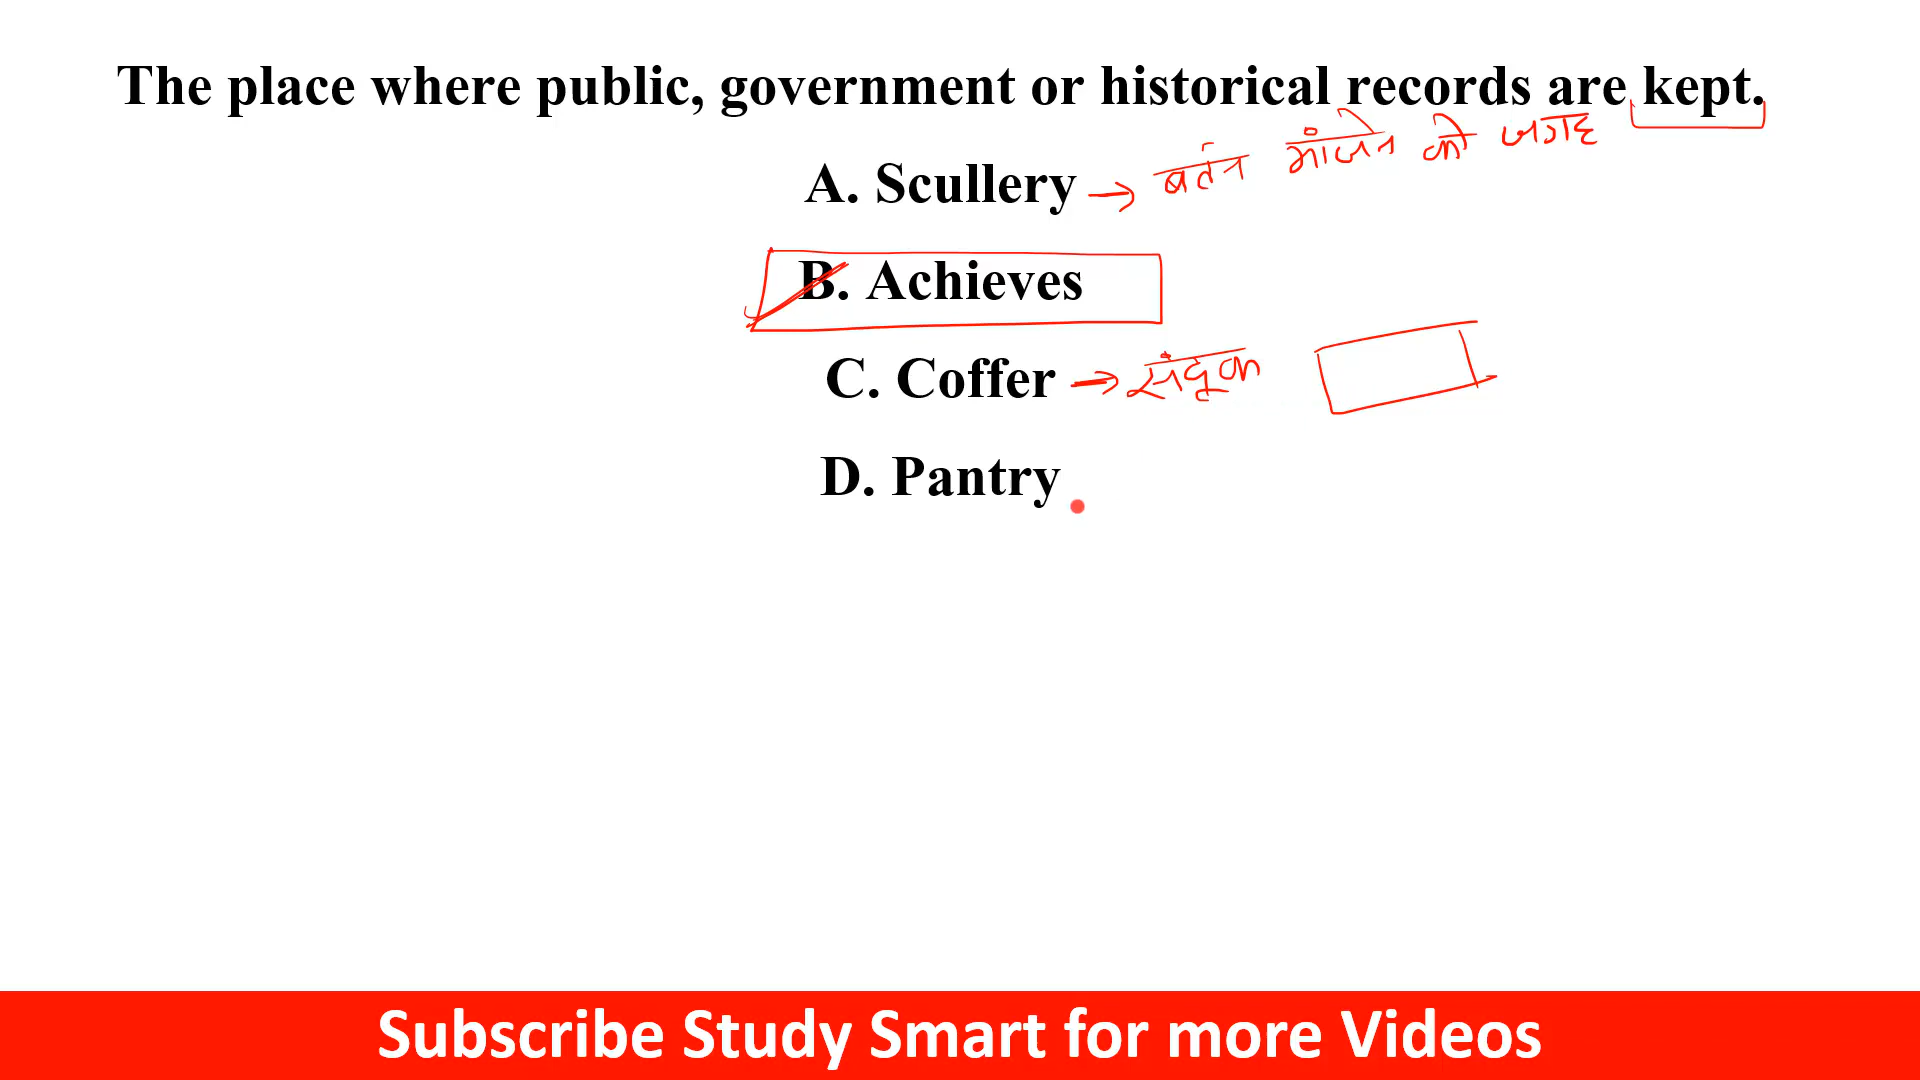 The place where public, government or historical records are kept.
A. Scullery → बर्तन मांजने की जगह
B. Achieves
C. Coffer → संदूक
D. Pantry
Subscribe Study Smart for more Videos